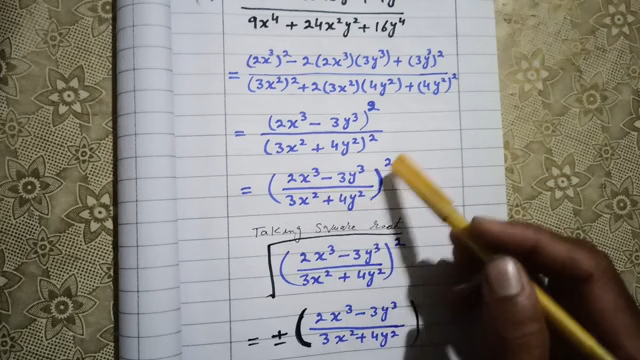 9x⁴ + 24x²y² + 16y⁴
= (2x³)² - 2(2x³)(3y³) + (3y³)²
(3x²)² + 2(3x²)(4y²) + (4y²)²
= (2x³ - 3y³)²
(3x² + 4y²)²
= (2x³ - 3y³ / 3x² + 4y²)²
Taking Square root
√(2x³ - 3y³ / 3x² + 4y²)²
= ± (2x³ - 3y³ / 3x² + 4y²)